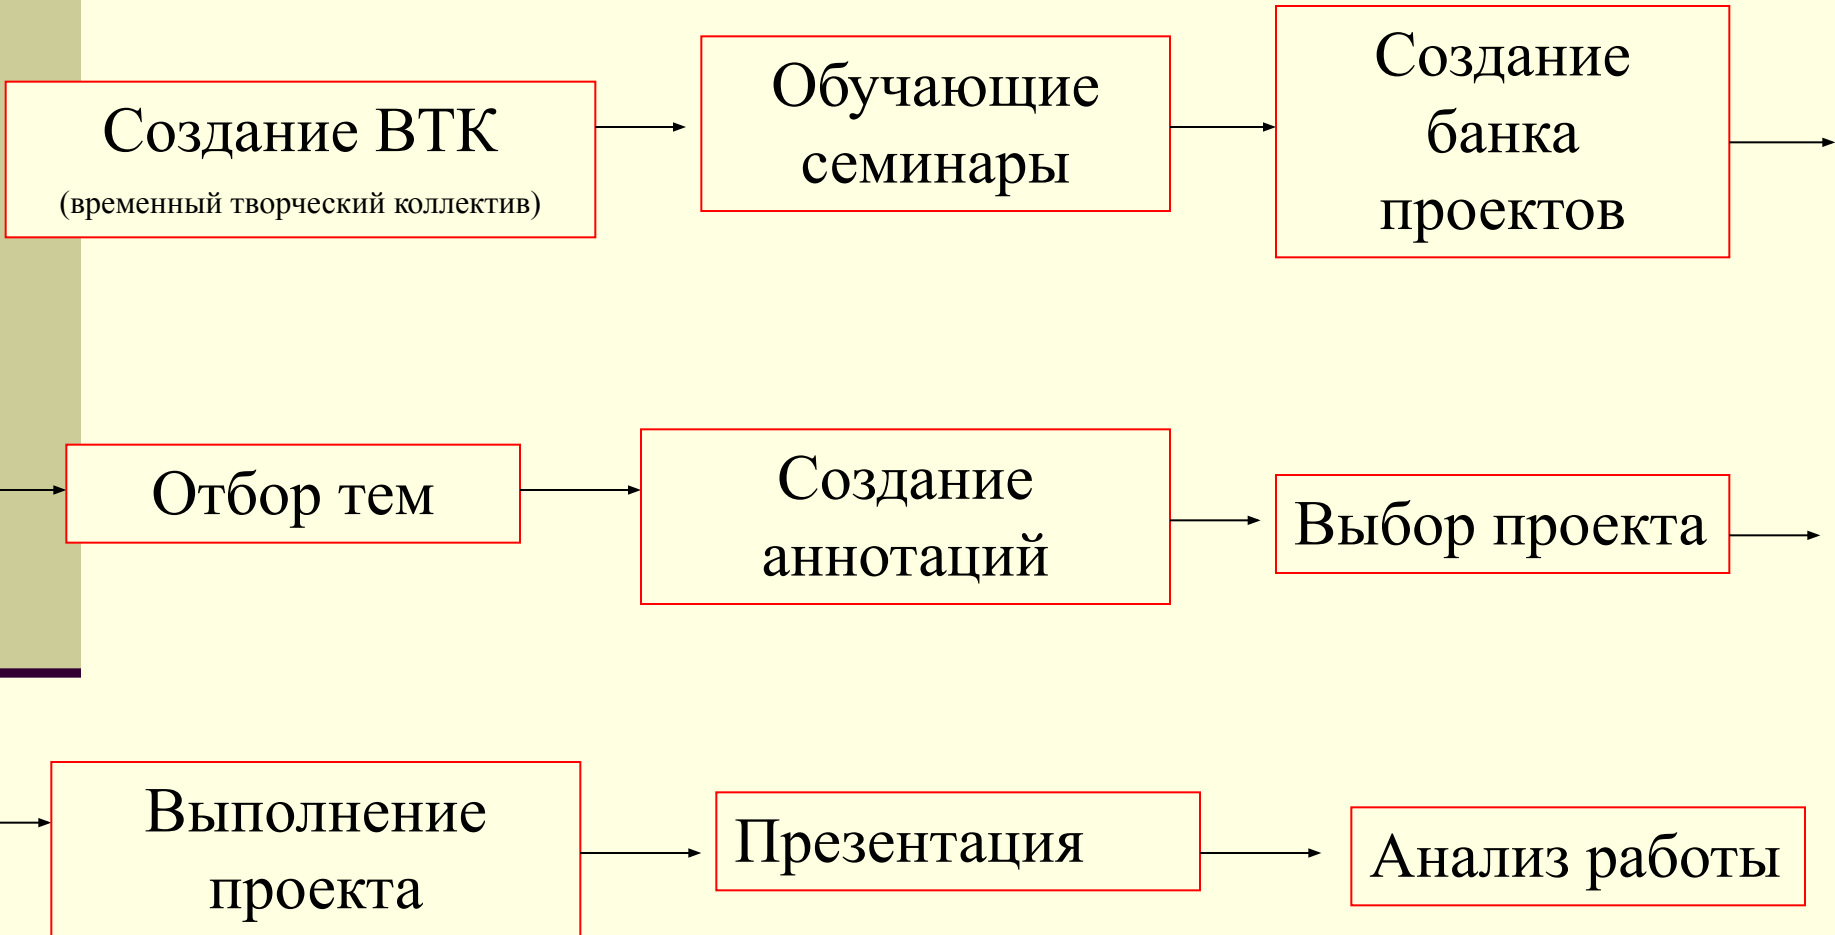 Создание ВТК
(временный творческий коллектив)
Обучающие
семинары
Создание
банка
проектов
Отбор тем
Создание
аннотаций
Выбор проекта
Выполнение
проекта
Презентация
Анализ работы